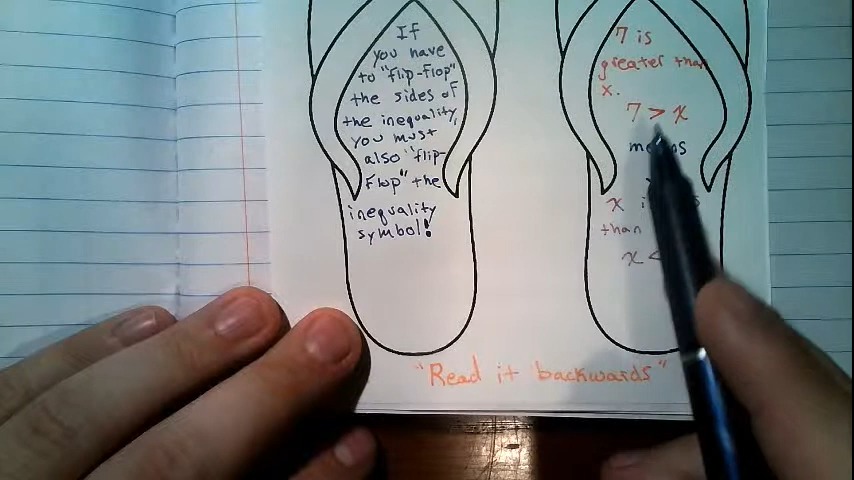 If
you have
to "flip-flop"
the sides of
the inequality,
you must
also "flip-
Flop" the
inequality
symbol!
7 is
greater than
x.
7 > x
x
than
x <
"Read it backwards"